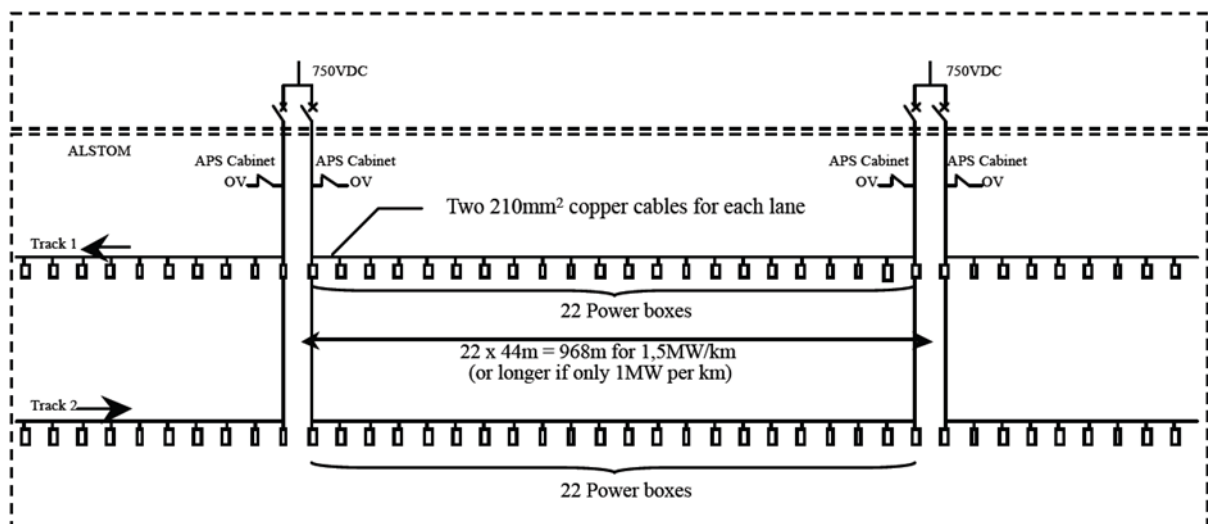 750VDC
750VDC
ALSTOM
APS Cabinet
APS Cabinet
APS Cabinet
APS Cabinet
OV
OV
OV
OV
Two 210mm² copper cables for each lane
Track 1
22 Power boxes
22 x 44m = 968m for 1,5MW/km
(or longer if only 1MW per km)
Track 2
22 Power boxes